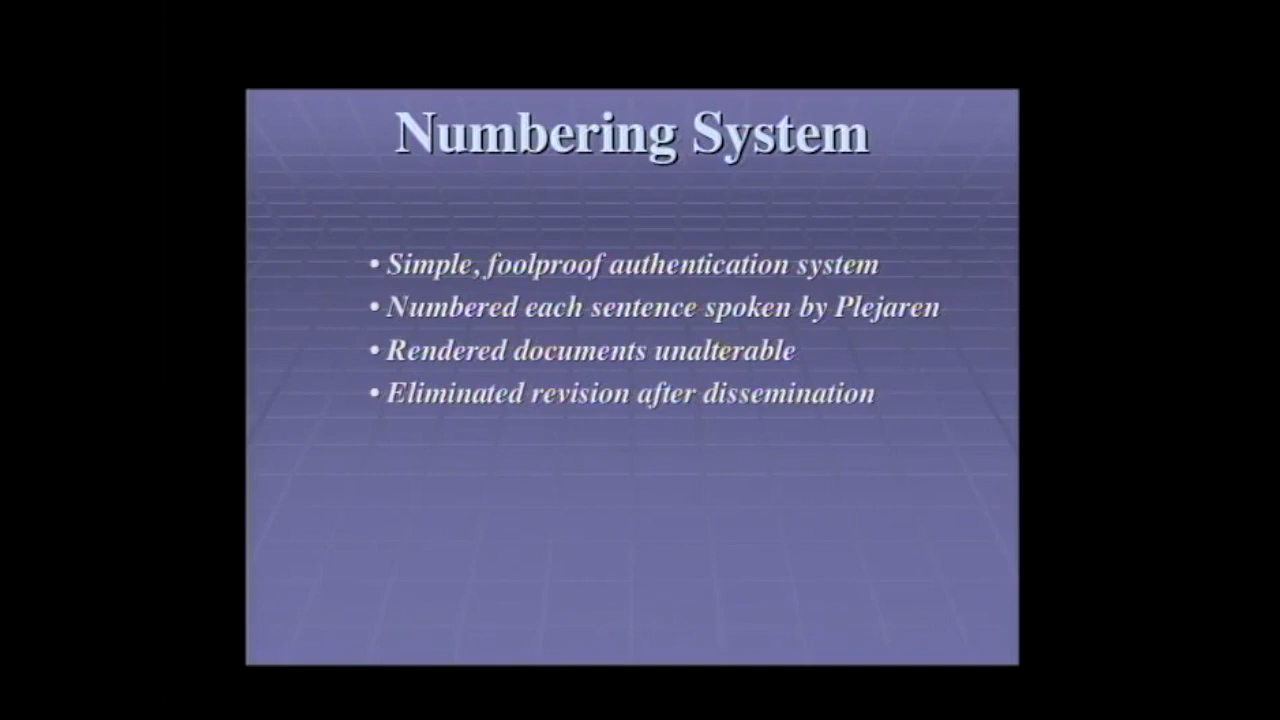 Numbering System
• Simple, foolproof authentication system
• Numbered each sentence spoken by Plejaren
• Rendered documents unalterable
• Eliminated revision after dissemination